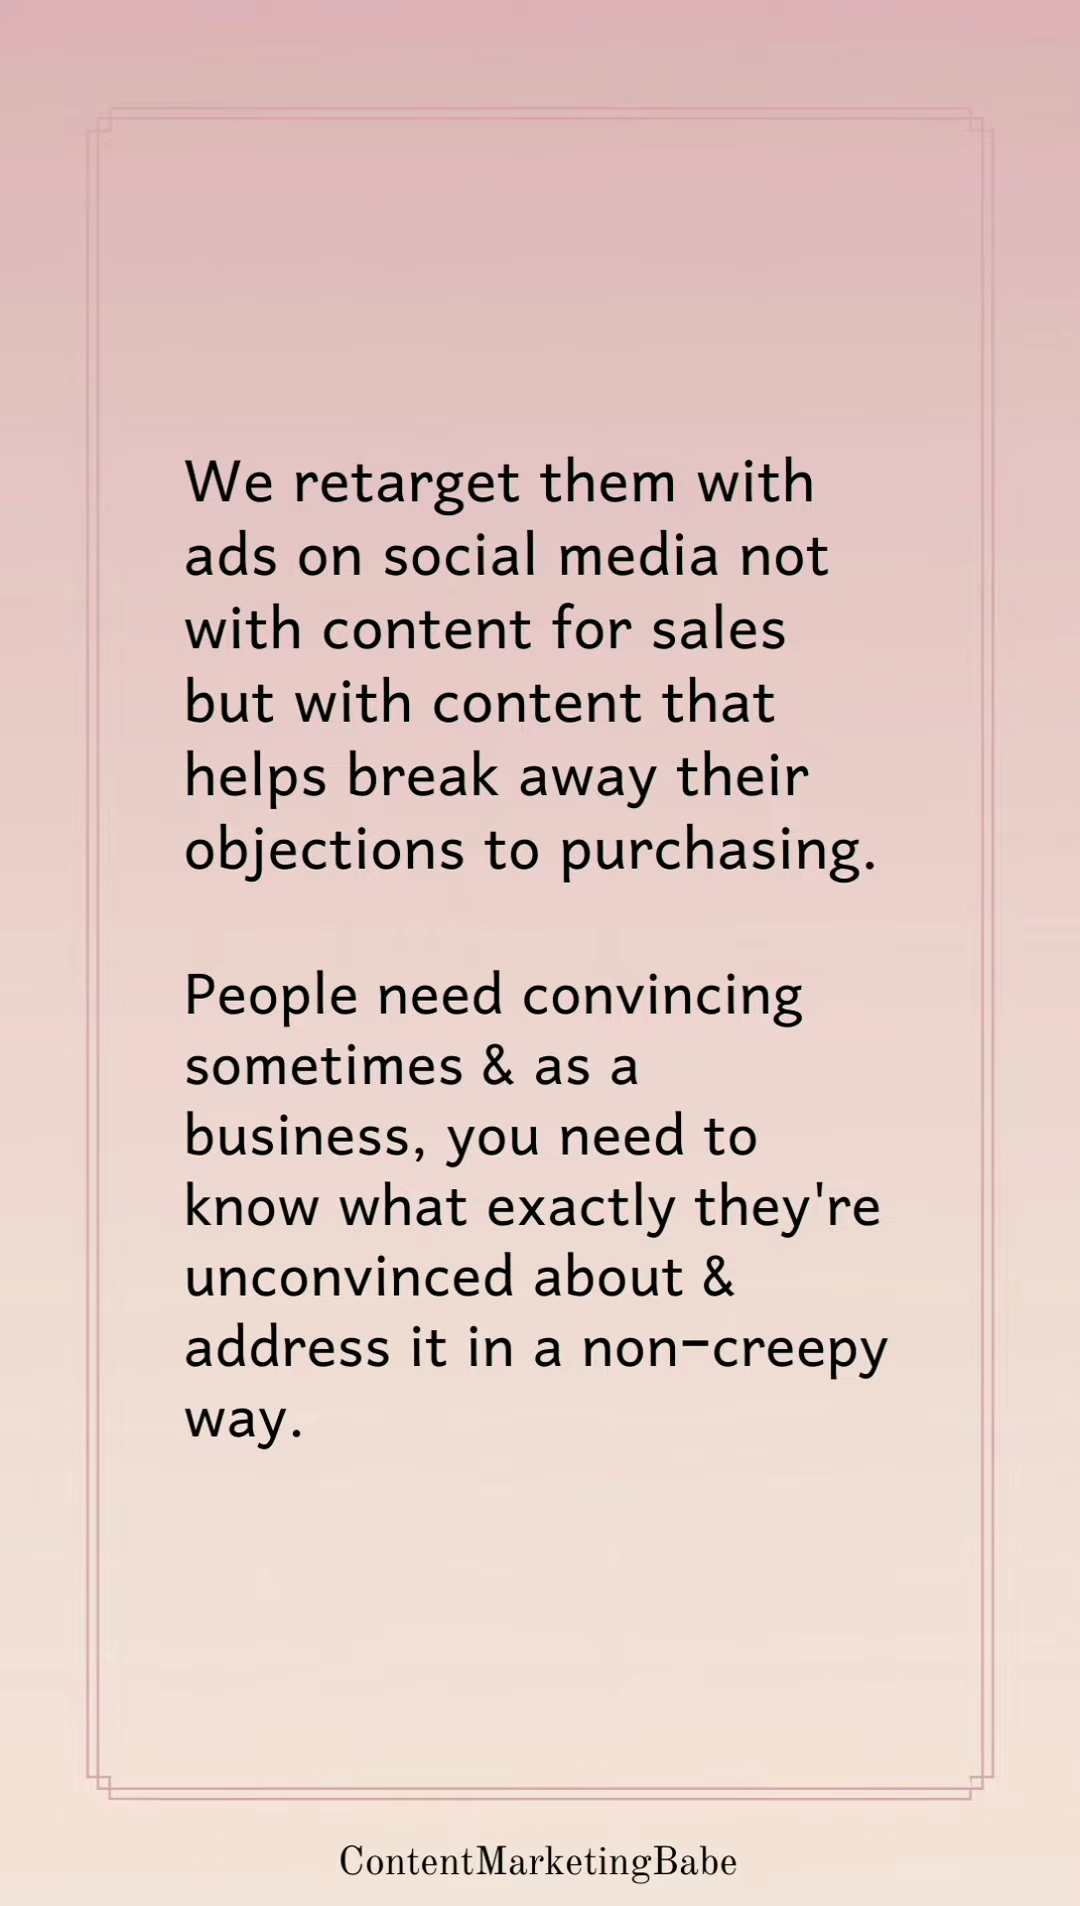 We retarget them with
ads on social media not
with content for sales
but with content that
helps break away their
objections to purchasing.
People need convincing
sometimes & as a
business, you need to
know what exactly they're
unconvinced about &
address it in a non-creepy
way.
ContentMarketingBabe